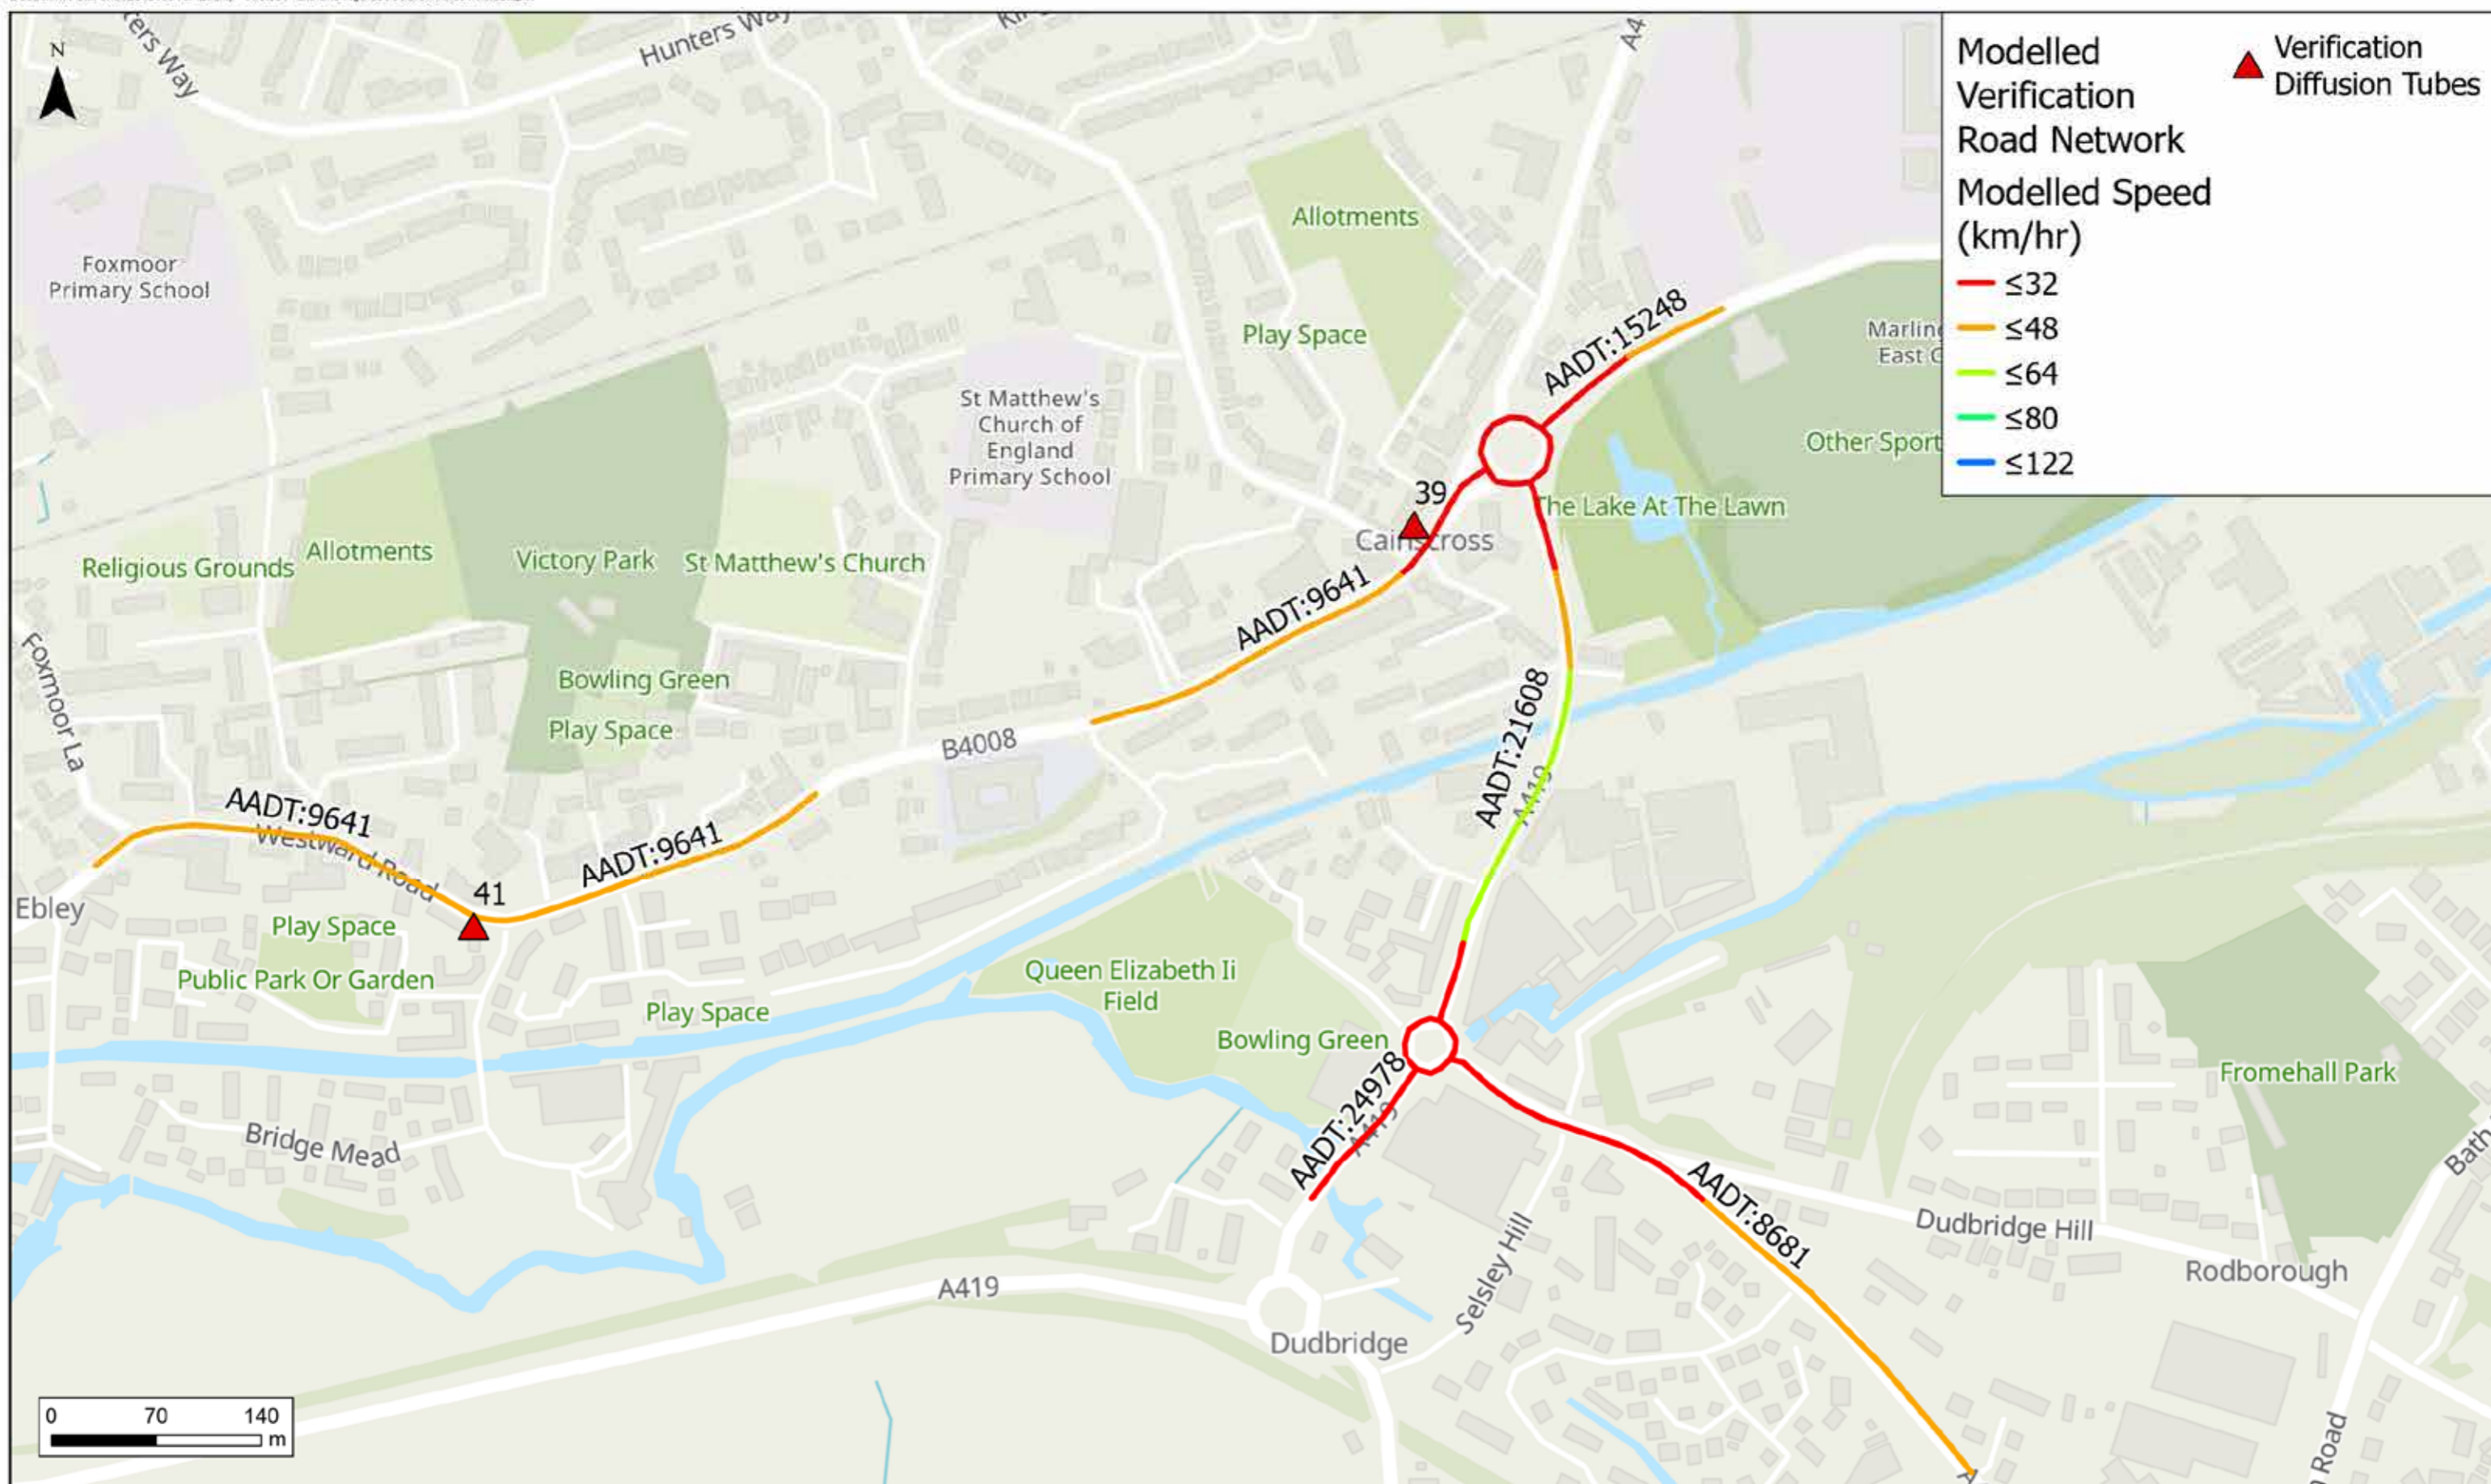 N
Hunters Way
ers Way
A4
Modelled
Verification
Road Network
Modelled Speed
(km/hr)
≤32
≤48
≤64
≤80
≤122
Verification
Diffusion Tubes
Foxmoor
Primary School
Allotments
Play Space
AADT:15248
St Matthew's
Church of
England
Primary School
Other Sport
The Lake At The Lawn
39
Cainscross
Religious Grounds
Allotments
Victory Park
St Matthew's Church
AADT:9641
Foxmoor La
Bowling Green
Play Space
B4008
AADT:21608
A419
AADT:9641
Westward Road
AADT:9641
41
Ebley
Play Space
Public Park Or Garden
Play Space
Queen Elizabeth Ii
Field
Bowling Green
AADT:24978
A419
Fromehall Park
Bridge Mead
AADT:8681
Dudbridge Hill
Selsley Hill
Rodborough
A419
Dudbridge
Bath
Road
0 70 140
m